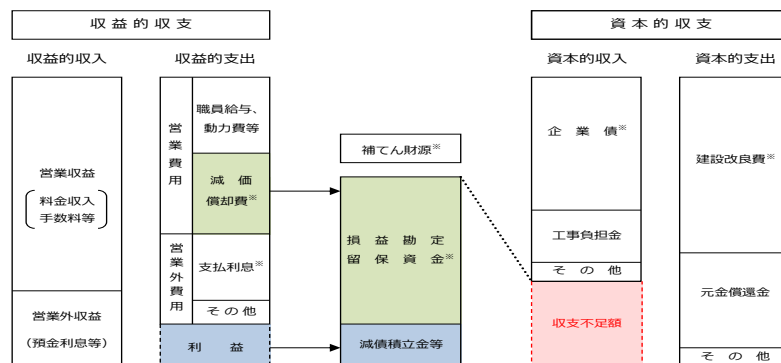 収益的収支
収益的収入
収益的支出
営業収益
料金収入
手数料等
営業外収益
(預金利息等)
営業費用
職員給与、
動力費等
減価
償却費※
営業外費用
支払利息※
その他
利益
補てん財源※
損益勘定
留保資金※
減債積立金等
資本的収支
資本的収入
資本的支出
企業債※
工事負担金
その他
収支不足額
建設改良費※
元金償還金
その他